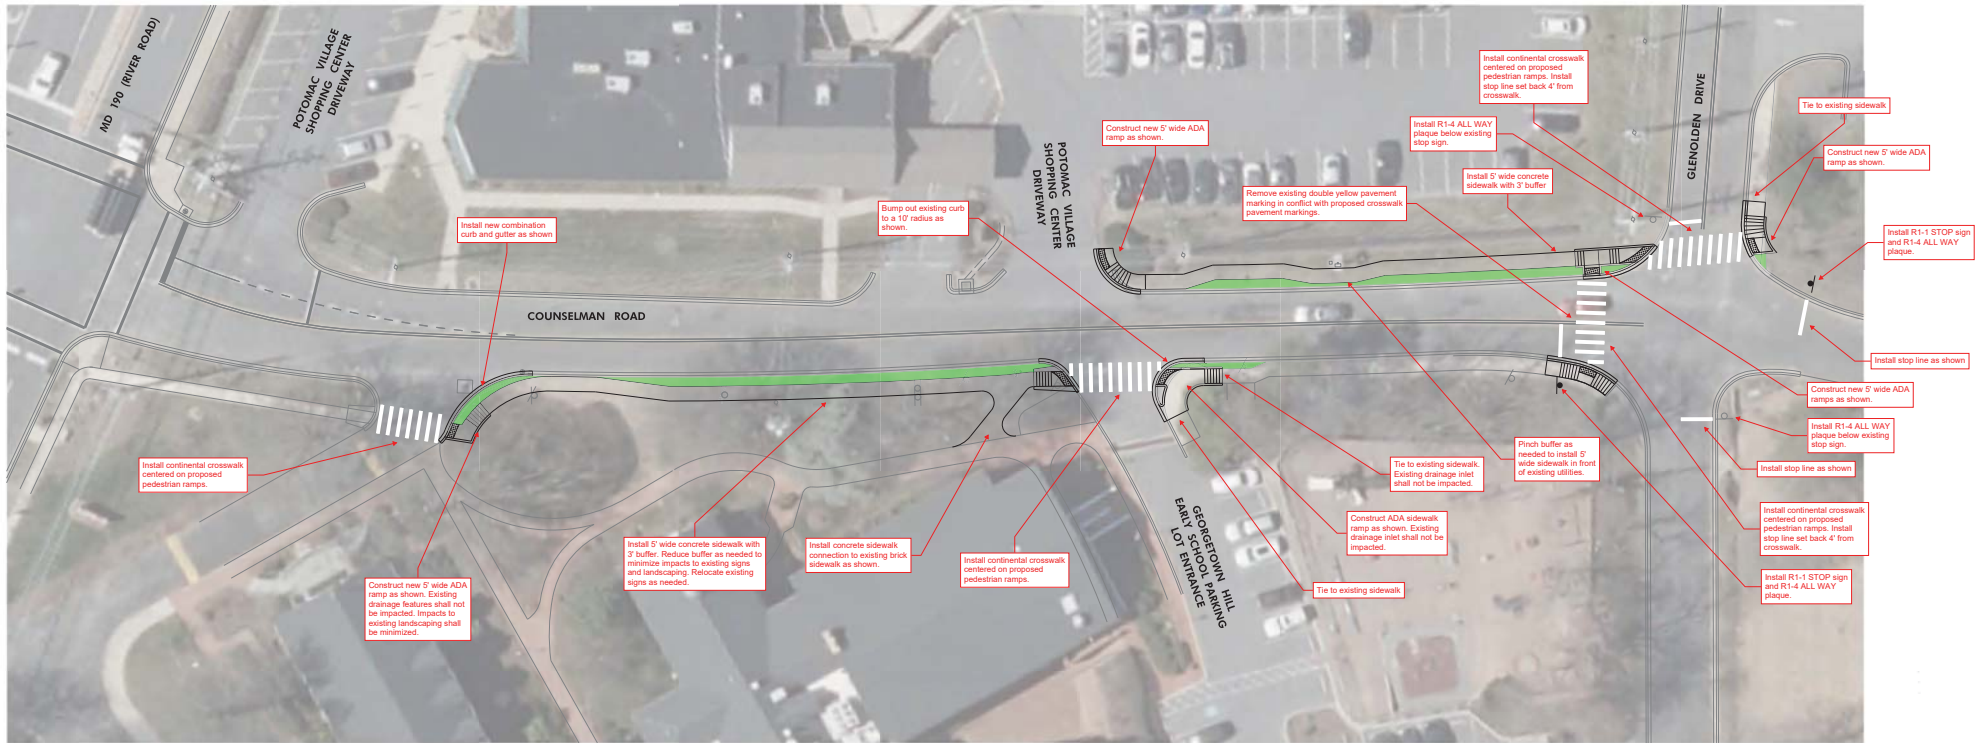 MD 190 (RIVER ROAD)
POTOMAC VILLAGE
SHOPPING CENTER
DRIVEWAY
Install new combination
curb and gutter as shown
Bump out existing curb
to a 10' radius as
shown.
POTOMAC VILLAGE
SHOPPING CENTER
DRIVEWAY
Construct new 5' wide ADA
ramp as shown.
Remove existing double yellow pavement
marking in conflict with proposed crosswalk
pavement markings.
Install continental crosswalk
centered on proposed
pedestrian ramps. Install
stop line set back 4' from
crosswalk.
Install R1-4 ALL WAY
plaque below existing
stop sign.
Install 5' wide concrete
sidewalk with 3' buffer
GLENOLDEN DRIVE
Tie to existing sidewalk
Construct new 5' wide ADA
ramp as shown.
Install R1-1 STOP sign
and R1-4 ALL WAY
plaque.
COUNSELMAN ROAD
Install stop line as shown
Construct new 5' wide ADA
ramps as shown.
Install R1-4 ALL WAY
plaque below existing
stop sign.
Install stop line as shown
Install continental crosswalk
centered on proposed
pedestrian ramps. Install
stop line set back 4' from
crosswalk.
Install R1-1 STOP sign
and R1-4 ALL WAY
plaque.
Install continental crosswalk
centered on proposed
pedestrian ramps.
Construct new 5' wide ADA
ramp as shown. Existing
drainage features shall not
be impacted. Impacts to
existing landscaping shall
be minimized.
Install 5' wide concrete sidewalk with
3' buffer. Reduce buffer as needed to
minimize impacts to existing signs
and landscaping. Relocate existing
signs as needed.
Install concrete sidewalk
connection to existing brick
sidewalk as shown.
Install continental crosswalk
centered on proposed
pedestrian ramps.
GEORGETOWN HILL
EARLY SCHOOL PARKING
LOT ENTRANCE
Tie to existing sidewalk
Construct ADA sidewalk
ramp as shown. Existing
drainage inlet shall not be
impacted.
Tie to existing sidewalk.
Existing drainage inlet
shall not be impacted.
Pinch buffer as
needed to install 5'
wide sidewalk in front
of existing utilities.